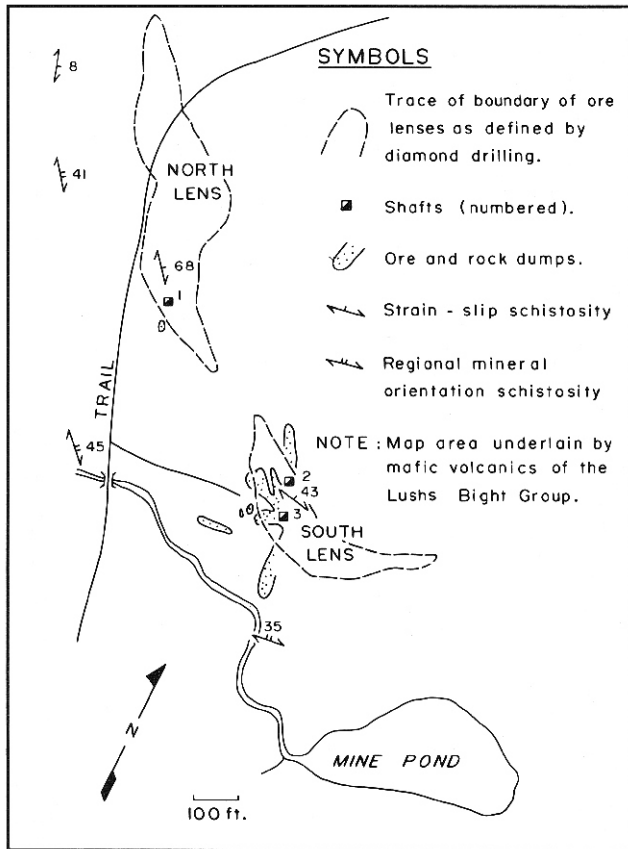 SYMBOLS
Trace of boundary of ore
lenses as defined by
diamond drilling.
Shafts (numbered).
Ore and rock dumps.
Strain - slip schistosity
Regional mineral
orientation schistosity
NOTE : Map area underlain by
mafic volcanics of the
Lushs Bight Group.
8
41
NORTH
LENS
68
1
TRAIL
45
2
43
3
SOUTH
LENS
35
N
MINE POND
100 ft.